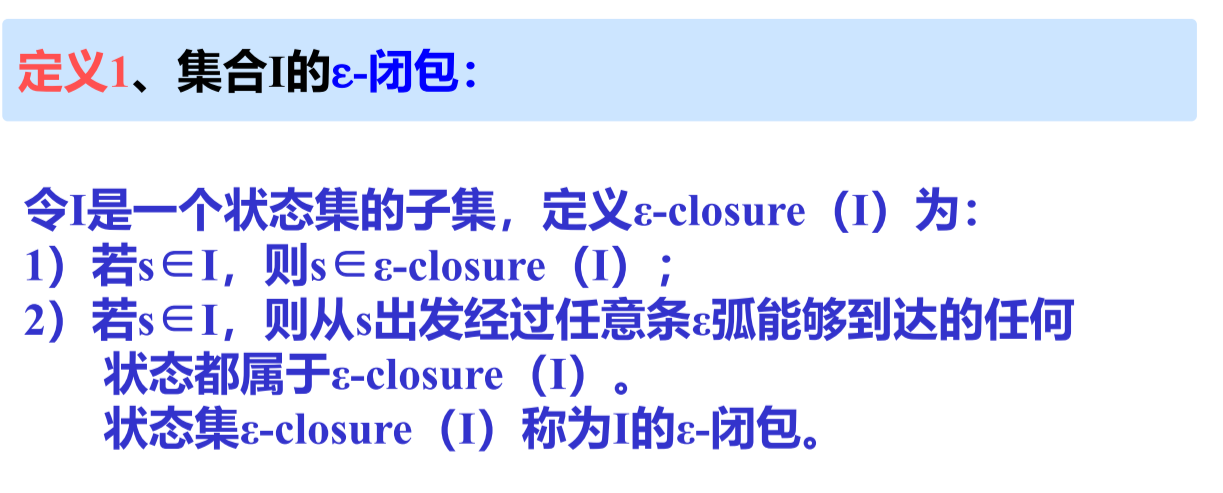 定义1、集合I的ε-闭包：
令I是一个状态集的子集，定义ε-closure（I）为：
1）若s∈I，则s∈ε-closure（I）；
2）若s∈I，则从s出发经过任意条ε弧能够到达的任何
状态都属于ε-closure（I）。
状态集ε-closure（I）称为I的ε-闭包。